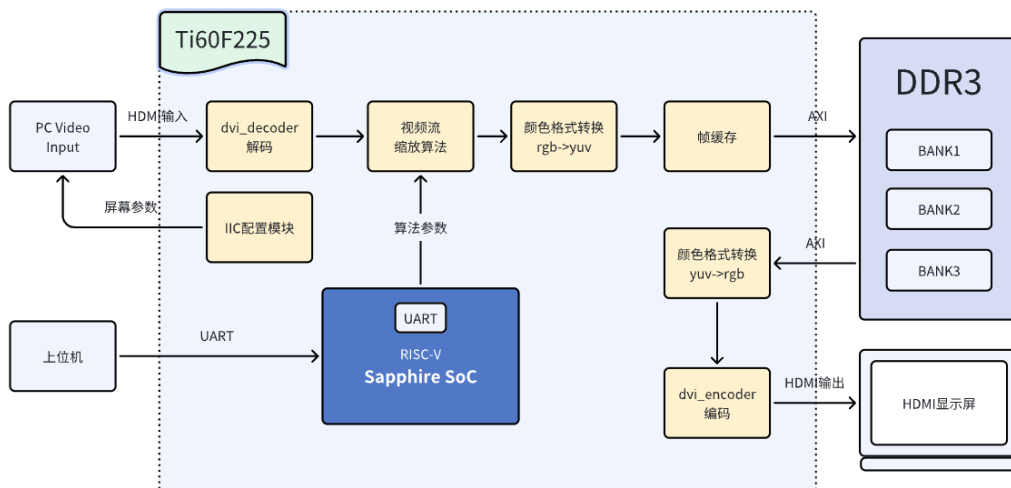 Ti60F225
DDR3
PC Video
Input
HDMI输入
dvi_decoder
解码
视频流
缩放算法
颜色格式转换
rgb->yuv
帧缓存
AXI
BANK1
BANK2
BANK3
屏幕参数
IIC配置模块
算法参数
颜色格式转换
yuv->rgb
AXI
上位机
UART
UART
RISC-V
Sapphire SoC
dvi_encoder
编码
HDMI输出
HDMI显示屏